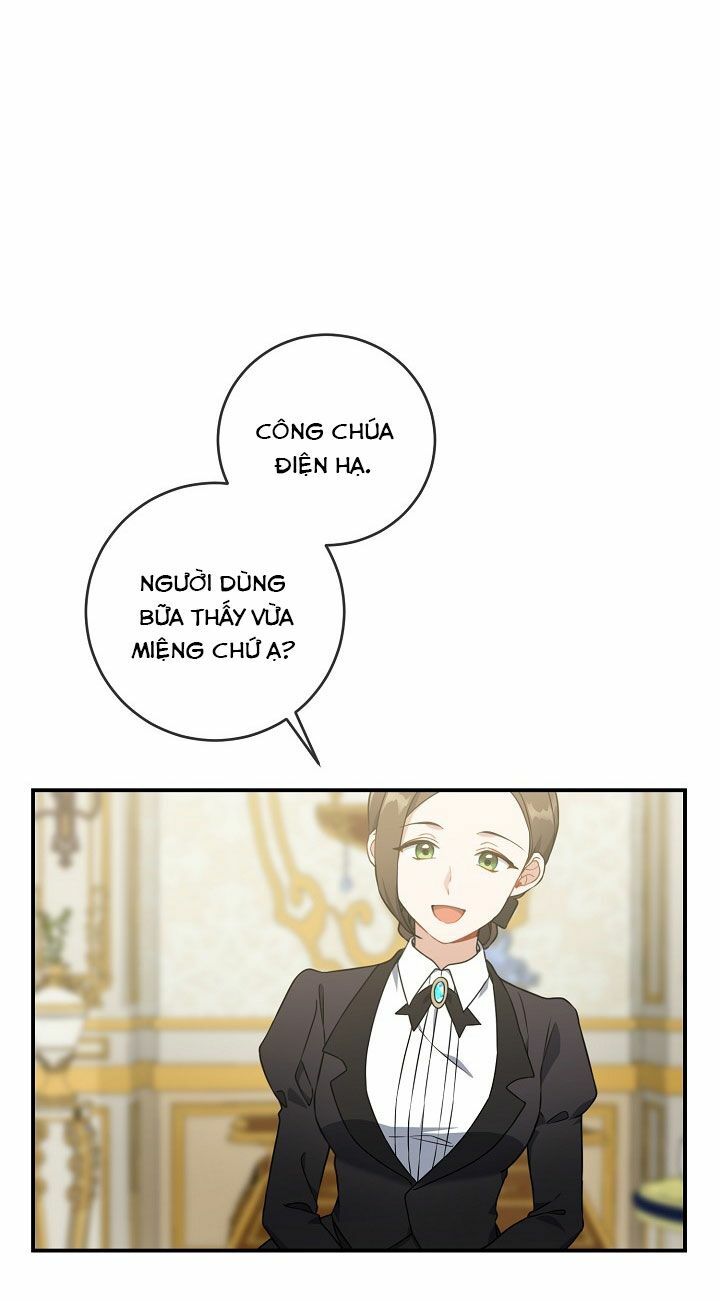 CÔNG CHÚA
ĐIỆN HẠ.
NGƯỜI DÙNG
BỮA THẤY VỪA
MIỆNG CHỨ Ạ?